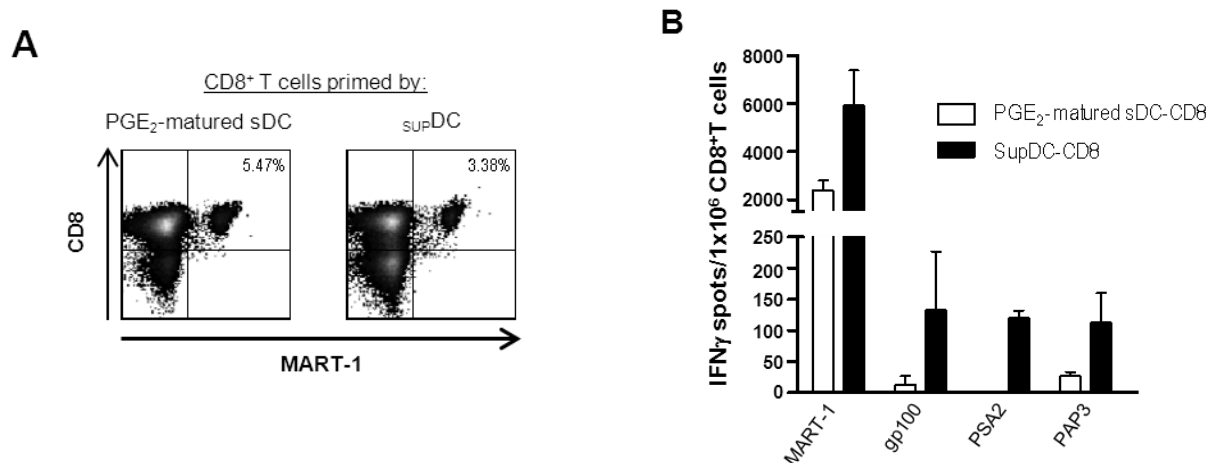 A
CD8⁺ T cells primed by:
PGE₂-matured sDC
SUPDC
5.47%
3.38%
CD8
MART-1
B
IFNγ spots/1x10⁶ CD8⁺T cells
8000
6000
4000
2000
250
200
150
100
50
0
PGE₂-matured sDC-CD8
SupDC-CD8
MART-1
gp100
PSA2
PAP3